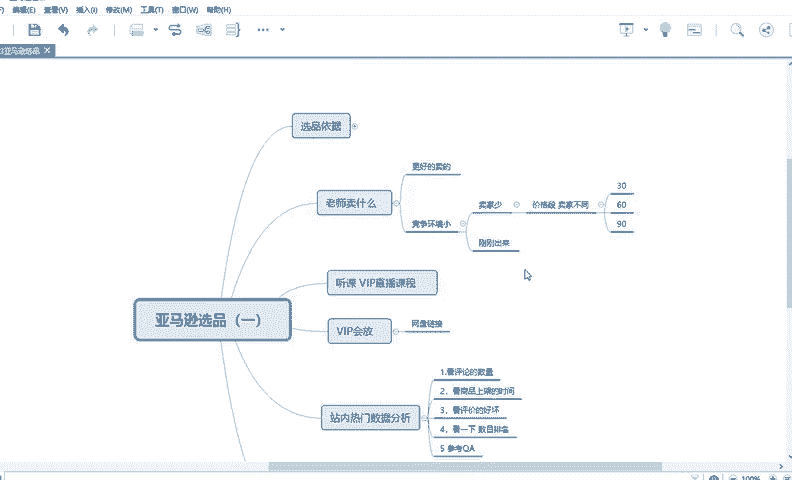 编辑(E) 查看(V) 插入(I) 修改(M) 工具(T) 窗口(W) 帮助(H)
亚马逊选品
选品依据
老师卖什么
更好的卖的
竞争环境小
卖家少
价格段 卖家不同
30
60
90
刚刚出来
听课 VIP直播课程
亚马逊选品（一）
VIP会放
网盘链接
站内热门数据分析
1.看评论的数量
2，看商品上架的时间
3，看评价的好坏
4，看一下 类目排名
5 参考QA
100%